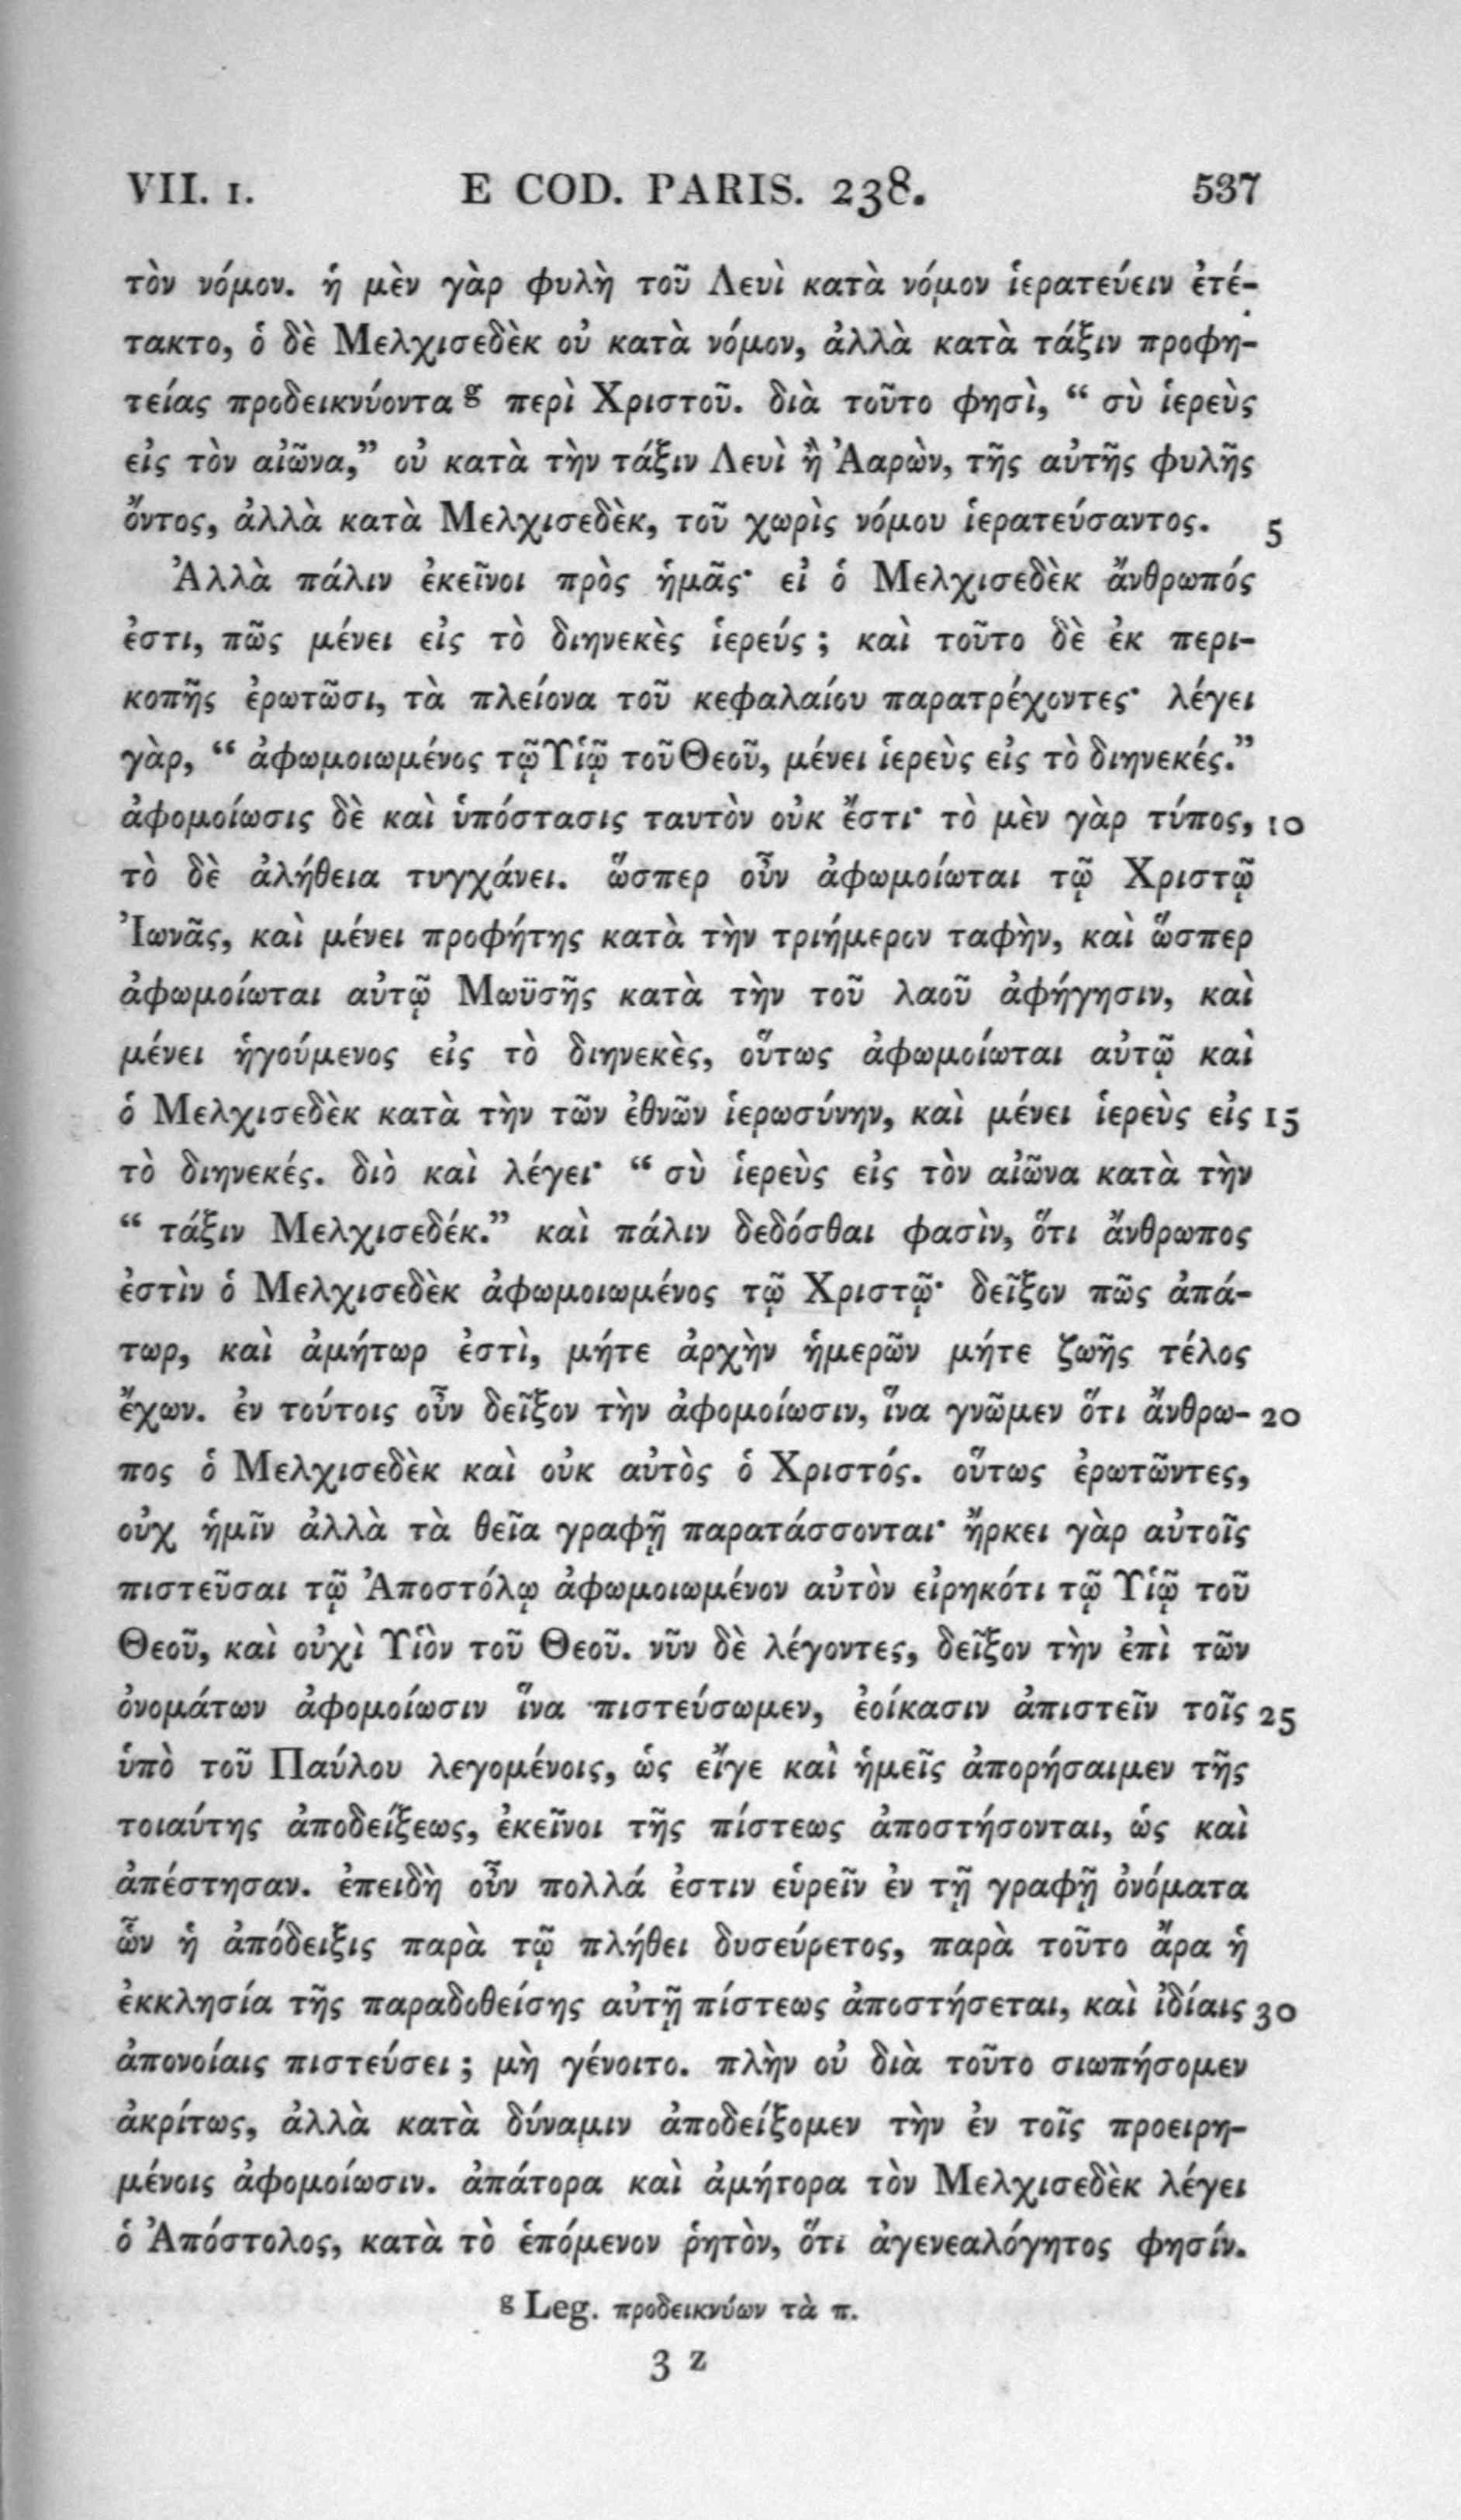 VII. 1. E COD. PARIS. 238. 537
τὸν νόμον. ἡ μὲν γὰρ φυλὴ τοῦ Λευὶ κατὰ νόμον ἱερατεύειν ἐτέ-
τακτο, ὁ δὲ Μελχισεδὲκ οὐ κατὰ νόμον, ἀλλὰ κατὰ τάξιν προφη-
τείας προδεικνύοντα g περὶ Χριστοῦ. διὰ τοῦτο φησὶ, “ σὺ ἱερεὺς
εἰς τὸν αἰῶνα,” οὐ κατὰ τὴν τάξιν Λευὶ ἢ Ἀαρὼν, τῆς αὐτῆς φυλῆς
ὄντος, ἀλλὰ κατὰ Μελχισεδὲκ, τοῦ χωρὶς νόμου ἱερατεύσαντος. 5
Ἀλλὰ πάλιν ἐκεῖνοι πρὸς ἡμᾶς· εἰ ὁ Μελχισεδὲκ ἄνθρωπός
ἐστι, πῶς μένει εἰς τὸ διηνεκὲς ἱερεύς ; καὶ τοῦτο δὲ ἐκ περι-
κοπῆς ἐρωτῶσι, τὰ πλείονα τοῦ κεφαλαίου παρατρέχοντες· λέγει
γὰρ, “ ἀφωμοιωμένος τῷ Υἱῷ τοῦ Θεοῦ, μένει ἱερεὺς εἰς τὸ διηνεκές.”
ἀφομοίωσις δὲ καὶ ὑπόστασις ταυτὸν οὐκ ἔστι· τὸ μὲν γὰρ τύπος, 10
τὸ δὲ ἀλήθεια τυγχάνει. ὥσπερ οὖν ἀφωμοίωται τῷ Χριστῷ
Ἰωνᾶς, καὶ μένει προφήτης κατὰ τὴν τριήμερον ταφὴν, καὶ ὥσπερ
ἀφωμοίωται αὐτῷ Μωϋσῆς κατὰ τὴν τοῦ λαοῦ ἀφήγησιν, καὶ
μένει ἡγούμενος εἰς τὸ διηνεκὲς, οὕτως ἀφωμοίωται αὐτῷ καὶ
ὁ Μελχισεδὲκ κατὰ τὴν τῶν ἐθνῶν ἱερωσύνην, καὶ μένει ἱερεὺς εἰς 15
τὸ διηνεκές. διὸ καὶ λέγει· “ σὺ ἱερεὺς εἰς τὸν αἰῶνα κατὰ τὴν
“ τάξιν Μελχισεδέκ.” καὶ πάλιν δεδόσθαι φασὶν, ὅτι ἄνθρωπος
ἐστὶν ὁ Μελχισεδὲκ ἀφωμοιωμένος τῷ Χριστῷ· δεῖξον πῶς ἀπά-
τωρ, καὶ ἀμήτωρ ἐστὶ, μήτε ἀρχὴν ἡμερῶν μήτε ζωῆς τέλος
ἔχων. ἐν τούτοις οὖν δεῖξον τὴν ἀφομοίωσιν, ἵνα γνῶμεν ὅτι ἄνθρω- 20
πος ὁ Μελχισεδὲκ καὶ οὐκ αὐτὸς ὁ Χριστός. οὕτως ἐρωτῶντες,
οὐχ ἡμῖν ἀλλὰ τὰ θεῖα γραφῇ παρατάσσονται· ἤρκει γὰρ αὐτοῖς
πιστεῦσαι τῷ Ἀποστόλῳ ἀφωμοιωμένον αὐτὸν εἰρηκότι τῷ Υἱῷ τοῦ
Θεοῦ, καὶ οὐχὶ Υἱὸν τοῦ Θεοῦ. νῦν δὲ λέγοντες, δεῖξον τὴν ἐπὶ τῶν
ὀνομάτων ἀφομοίωσιν ἵνα πιστεύσωμεν, ἐοίκασιν ἀπιστεῖν τοῖς 25
ὑπὸ τοῦ Παύλου λεγομένοις, ὡς εἴγε καὶ ἡμεῖς ἀπορήσαιμεν τῆς
τοιαύτης ἀποδείξεως, ἐκεῖνοι τῆς πίστεως ἀποστήσονται, ὡς καὶ
ἀπέστησαν. ἐπειδὴ οὖν πολλά ἐστιν εὑρεῖν ἐν τῇ γραφῇ ὀνόματα
ὧν ἡ ἀπόδειξις παρὰ τῷ πλήθει δυσεύρετος, παρὰ τοῦτο ἄρα ἡ
ἐκκλησία τῆς παραδοθείσης αὐτῇ πίστεως ἀποστήσεται, καὶ ἰδίαις 30
ἀπονοίαις πιστεύσει ; μὴ γένοιτο. πλὴν οὐ διὰ τοῦτο σιωπήσομεν
ἀκρίτως, ἀλλὰ κατὰ δύναμιν ἀποδείξομεν τὴν ἐν τοῖς προειρη-
μένοις ἀφομοίωσιν. ἀπάτορα καὶ ἀμήτορα τὸν Μελχισεδὲκ λέγει
ὁ Ἀπόστολος, κατὰ τὸ ἑπόμενον ῥητὸν, ὅτι ἀγενεαλόγητος φησίν.
g Leg. προδεικνύων τὰ π.
3 z